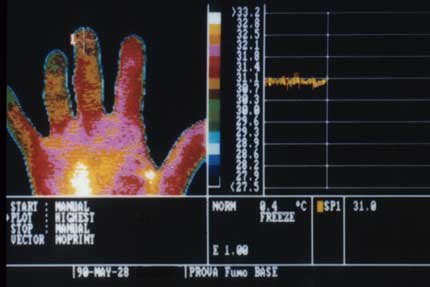 >33.2
32.8
32.5
32.1
31.8
31.4
31.1
30.7
30.3
30.0
29.6
29.3
28.9
28.6
28.2
27.9
<27.5
START : MANUAL
PLOT : HIGHEST
STOP : MANUAL
VECTOR NOPRINT
NORM 0.4 °C
FREEZE
E 1.00
SP1 31.0
90-MAY-28
PROVA Fumo BASE